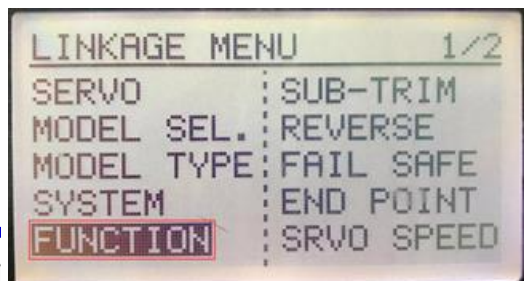 LINKAGE MENU 1/2
SERVO SUB-TRIM
MODEL SEL. REVERSE
MODEL TYPE FAIL SAFE
SYSTEM END POINT
FUNCTION SRVO SPEED